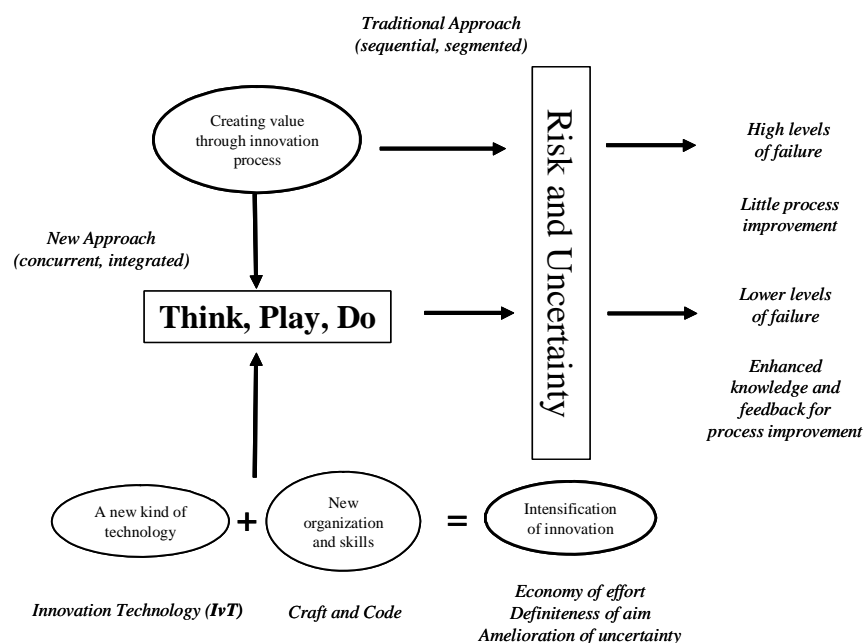 Traditional Approach
(sequential, segmented)
Creating value
through innovation
process
Risk and Uncertainty
High levels
of failure
Little process
improvement
New Approach
(concurrent, integrated)
Think, Play, Do
Lower levels
of failure
Enhanced
knowledge and
feedback for
process improvement
A new kind of
technology
+
New
organization
and skills
=
Intensification
of innovation
Innovation Technology (IvT)
Craft and Code
Economy of effort
Definiteness of aim
Amelioration of uncertainty